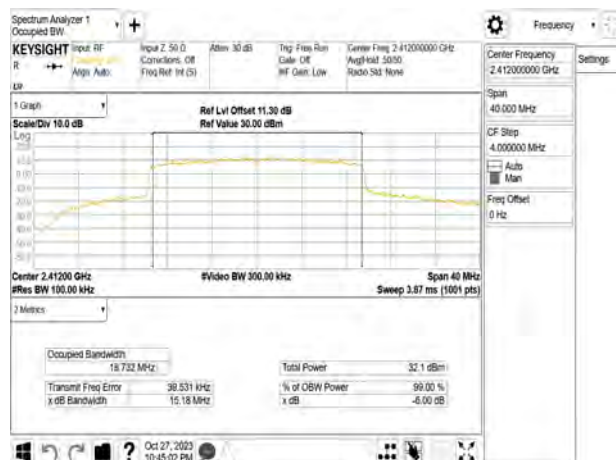 Spectrum Analyzer 1
Occupied BW
+
Frequency
KEYSIGHT
R
Input: RF
Align: Auto
Input Z: 50 Ω
Corrections: Off
Freq Ref: Int (S)
Atten: 30 dB
Trig: Free Run
Gate: Off
#IF Gain: Low
Center Freq: 2.412000000 GHz
Avg|Hold: 50/50
Radio Std: None
1 Graph
Scale/Div 10.0 dB
Ref Lvl Offset 11.30 dB
Ref Value 30.00 dBm
Log
Center 2.41200 GHz
#Res BW 100.00 kHz
#Video BW 300.00 kHz
Span 40 MHz
Sweep 3.87 ms (1001 pts)
2 Metrics
Occupied Bandwidth
Total Power 32.1 dBm
Transmit Freq Error 38.531 kHz
% of OBW Power 99.00 %
x dB Bandwidth 15.18 MHz
x dB -6.00 dB
?
Oct 27, 2023
10:45:02 PM
Center Frequency
2.412000000 GHz
Settings
Span
40.000 MHz
CF Step
4.000000 MHz
Auto
Man
Freq Offset
0 Hz